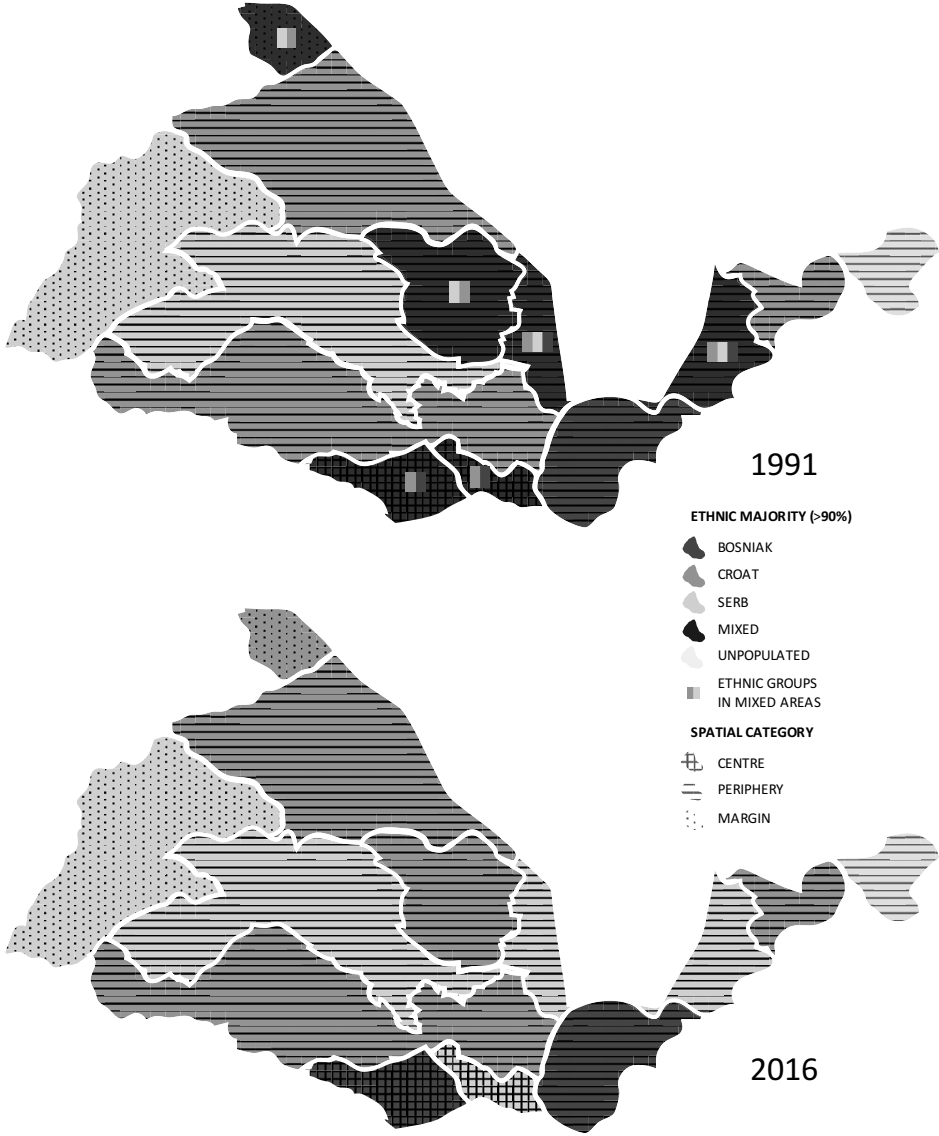 1991
ETHNIC MAJORITY (>90%)
BOSNIAK
CROAT
SERB
MIXED
UNPOPULATED
ETHNIC GROUPS
IN MIXED AREAS
SPATIAL CATEGORY
CENTRE
PERIPHERY
MARGIN
2016